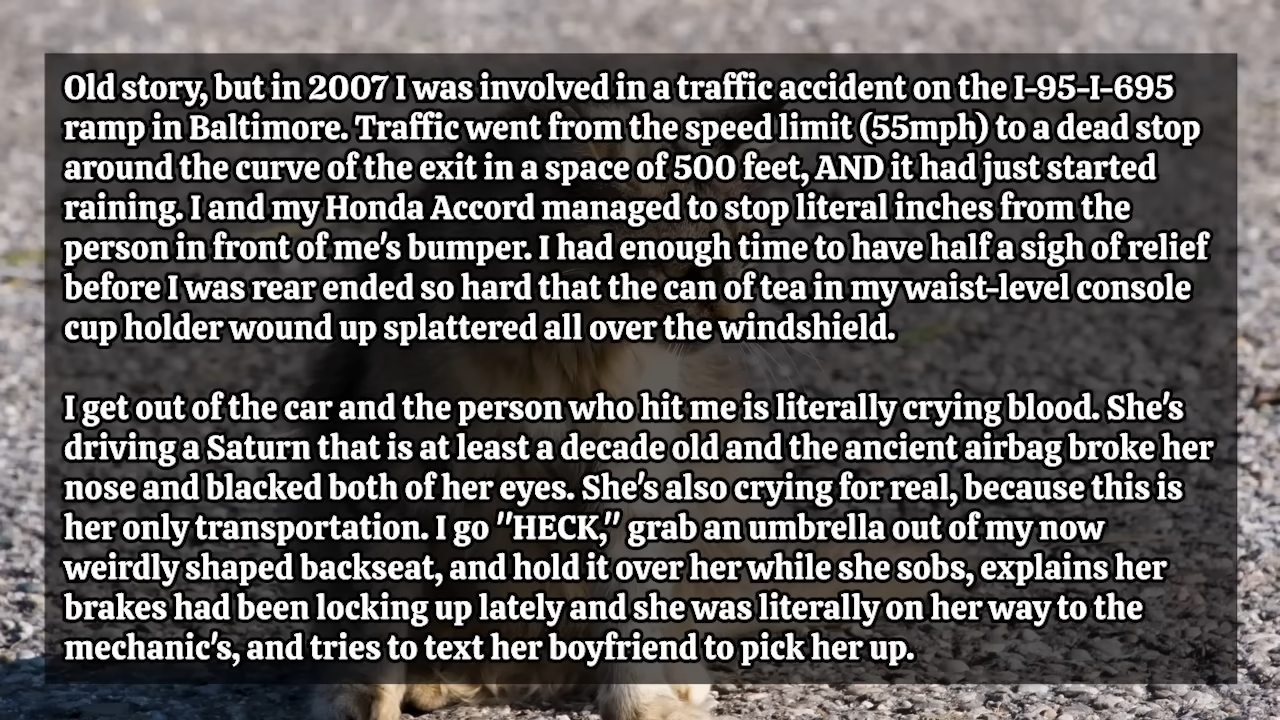 Old story, but in 2007 I was involved in a traffic accident on the I-95-I-695
ramp in Baltimore. Traffic went from the speed limit (55mph) to a dead stop
around the curve of the exit in a space of 500 feet, AND it had just started
raining. I and my Honda Accord managed to stop literal inches from the
person in front of me's bumper. I had enough time to have half a sigh of relief
before I was rear ended so hard that the can of tea in my waist-level console
cup holder wound up splattered all over the windshield.
I get out of the car and the person who hit me is literally crying blood. She's
driving a Saturn that is at least a decade old and the ancient airbag broke her
nose and blacked both of her eyes. She's also crying for real, because this is
her only transportation. I go "HECK," grab an umbrella out of my now
weirdly shaped backseat, and hold it over her while she sobs, explains her
brakes had been locking up lately and she was literally on her way to the
mechanic's, and tries to text her boyfriend to pick her up.